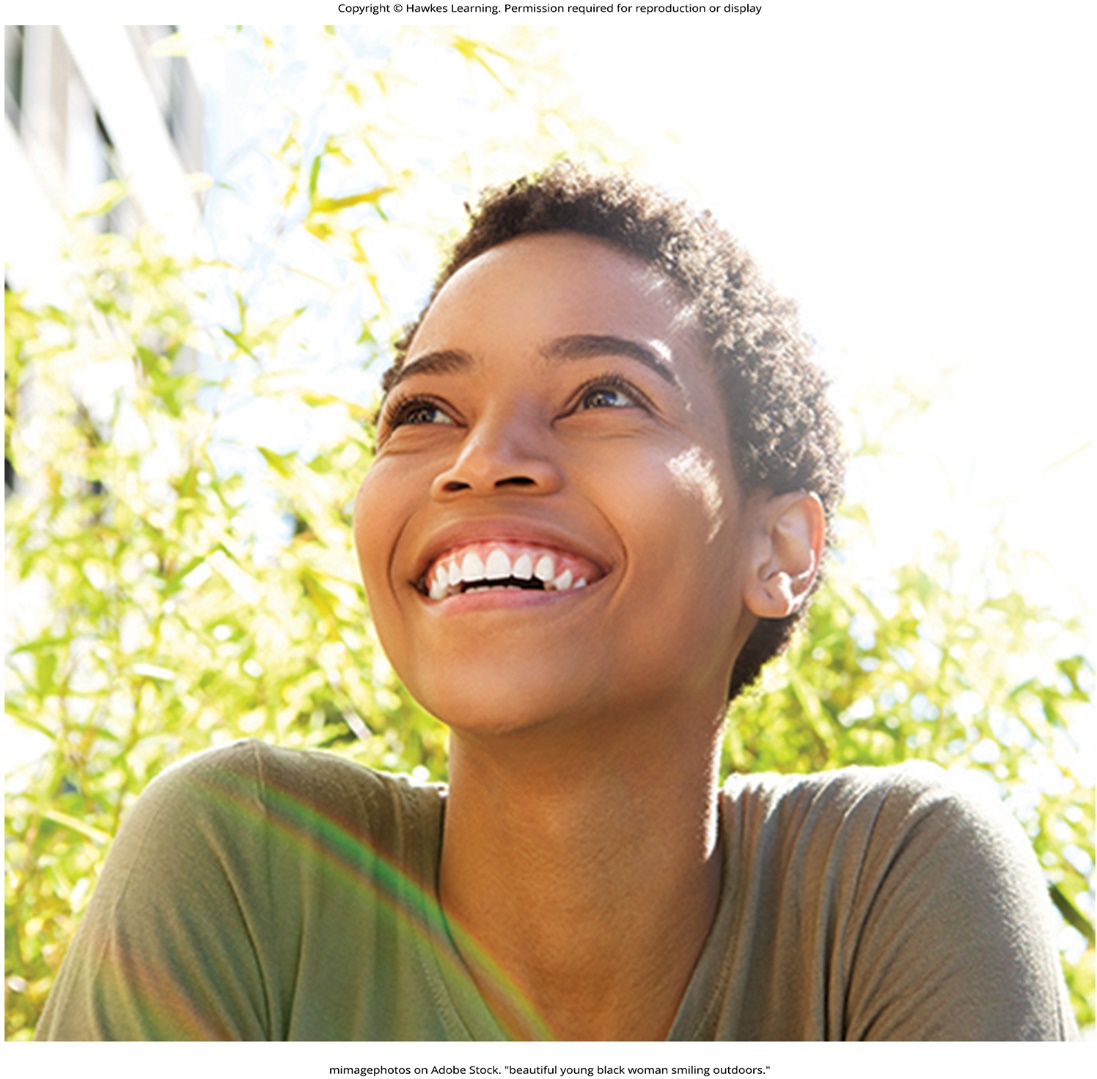 Copyright © Hawkes Learning. Permission required for reproduction or display
mimagephotos on Adobe Stock. "beautiful young black woman smiling outdoors."